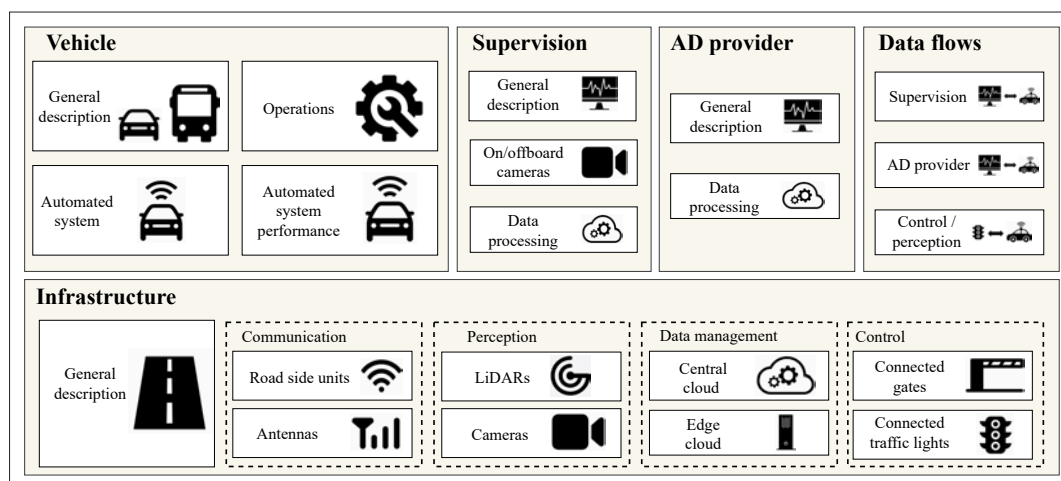 Vehicle
General
description
Operations
Automated
system
Automated
system
performance
Supervision
General
description
On/offboard
cameras
Data
processing
AD provider
General
description
Data
processing
Data flows
Supervision
AD provider
Control /
perception
Infrastructure
General
description
Communication
Road side units
Antennas
Perception
LiDARs
Cameras
Data management
Central
cloud
Edge
cloud
Control
Connected
gates
Connected
traffic lights